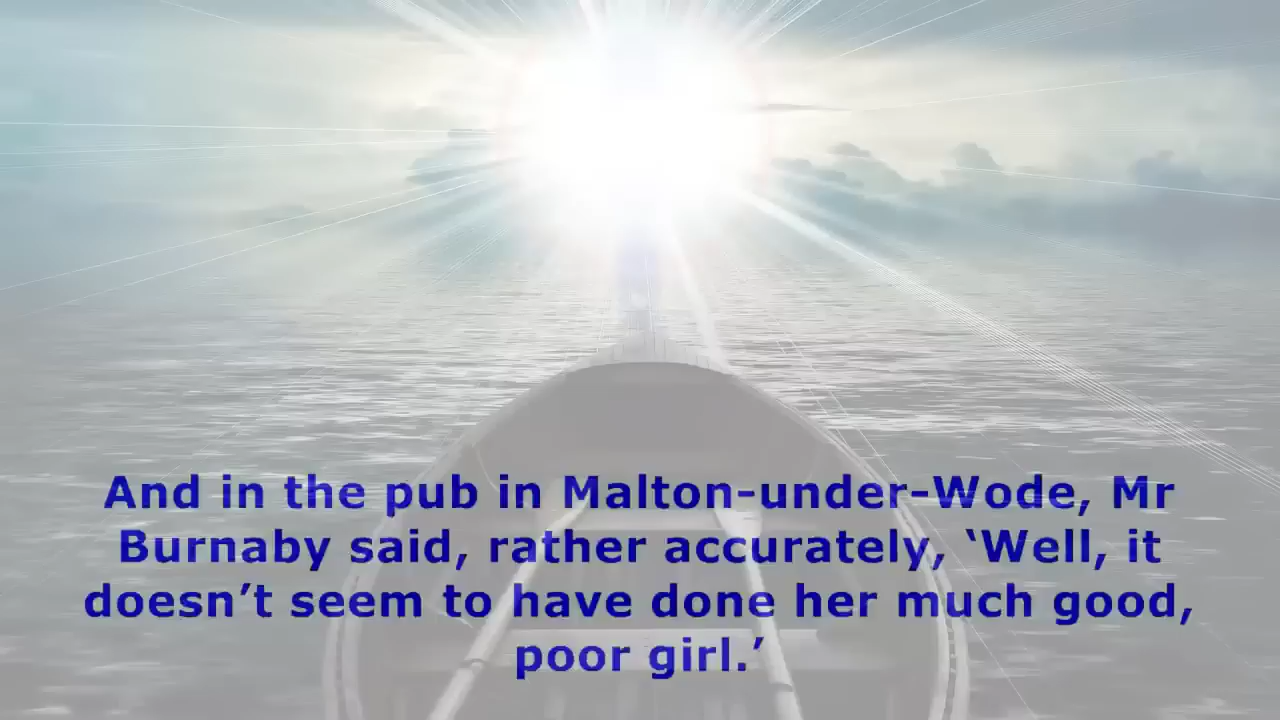 And in the pub in Malton-under-Wode, Mr
Burnaby said, rather accurately, ‘Well, it
doesn’t seem to have done her much good,
poor girl.’